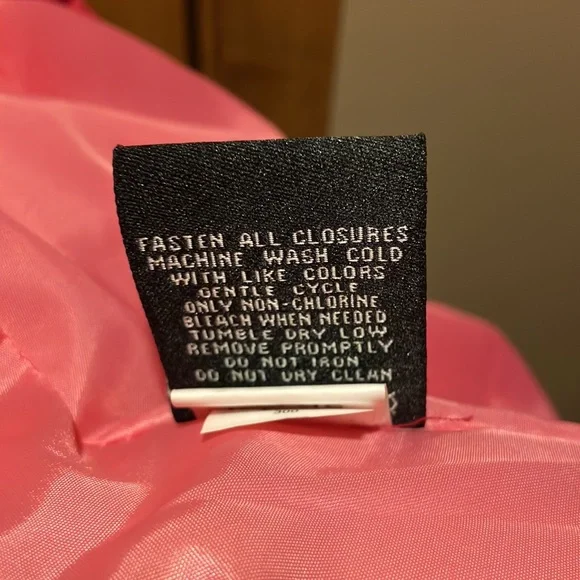 FASTEN ALL CLOSURES
MACHINE WASH COLD
WITH LIKE COLORS
GENTLE CYCLE
ONLY NON-CHLORINE
BLEACH WHEN NEEDED
TUMBLE DRY LOW
REMOVE PROMPTLY
DO NOT IRON
DO NOT DRY CLEAN